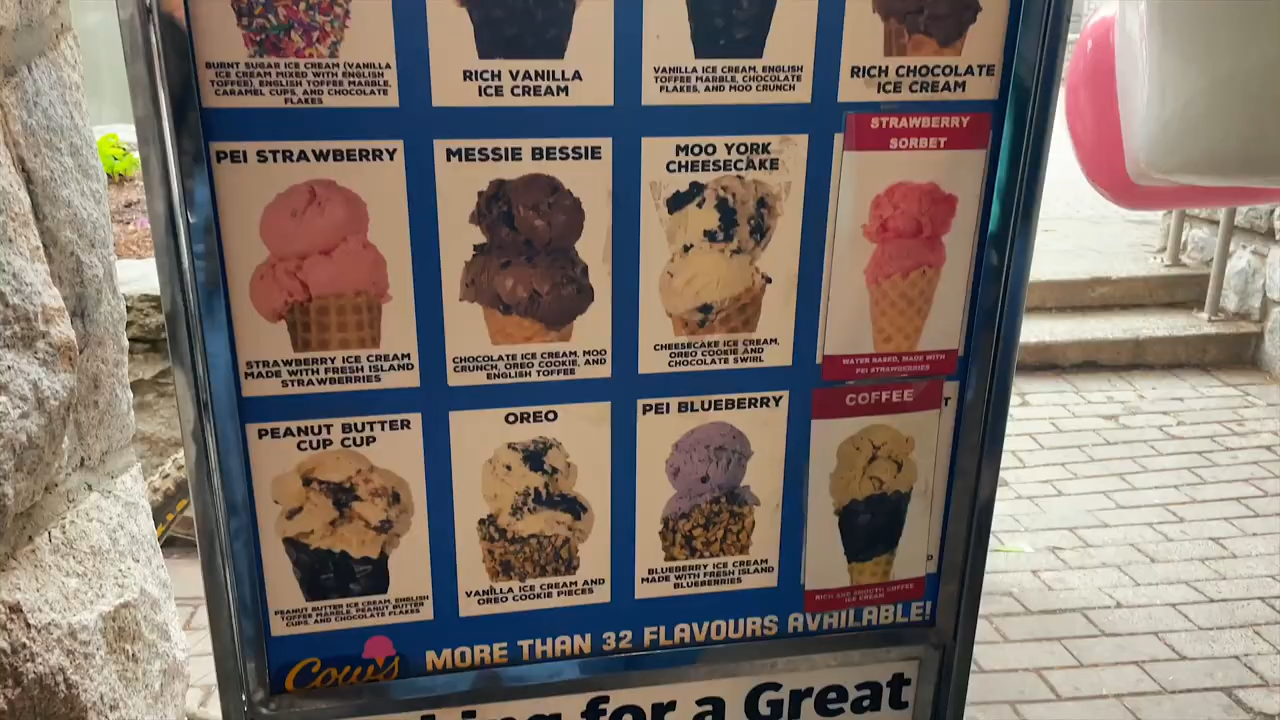 BURNT SUGAR ICE CREAM (VANILLA
ICE CREAM MIXED WITH ENGLISH
TOFFEE), ENGLISH TOFFEE MARBLE,
CARAMEL CUPS, AND CHOCOLATE
FLAKES
RICH VANILLA
ICE CREAM
VANILLA ICE CREAM, ENGLISH
TOFFEE MARBLE, CHOCOLATE
FLAKES, AND MOO CRUNCH
RICH CHOCOLATE
ICE CREAM
PEI STRAWBERRY
STRAWBERRY ICE CREAM
MADE WITH FRESH ISLAND
STRAWBERRIES
MESSIE BESSIE
CHOCOLATE ICE CREAM, MOO
CRUNCH, OREO COOKIE, AND
ENGLISH TOFFEE
MOO YORK
CHEESECAKE
CHEESECAKE ICE CREAM,
OREO COOKIE AND
CHOCOLATE SWIRL
STRAWBERRY
SORBET
WATER BASED, MADE WITH
PEI STRAWBERRIES
PEANUT BUTTER
CUP CUP
PEANUT BUTTER ICE CREAM, ENGLISH
TOFFEE MARBLE, PEANUT BUTTER
CUPS, AND CHOCOLATE FLAKES
OREO
VANILLA ICE CREAM AND
OREO COOKIE PIECES
PEI BLUEBERRY
BLUEBERRY ICE CREAM
MADE WITH FRESH ISLAND
BLUEBERRIES
COFFEE
RICH AND SMOOTH COFFEE
ICE CREAM
Cows
MORE THAN 32 FLAVOURS AVAILABLE!
for a Great